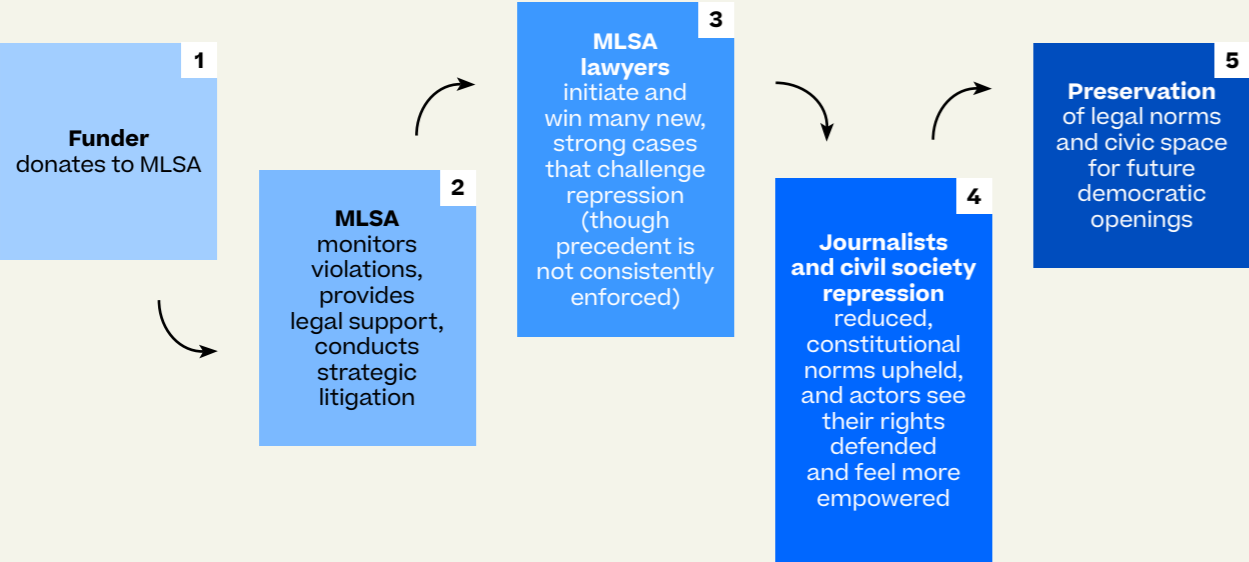 1
Funder
donates to MLSA
2
MLSA
monitors
violations,
provides
legal support,
conducts
strategic
litigation
3
MLSA
lawyers
initiate and
win many new,
strong cases
that challenge
repression
(though
precedent is
not consistently
enforced)
4
Journalists
and civil society
repression
reduced,
constitutional
norms upheld,
and actors see
their rights
defended
and feel more
empowered
5
Preservation
of legal norms
and civic space
for future
democratic
openings